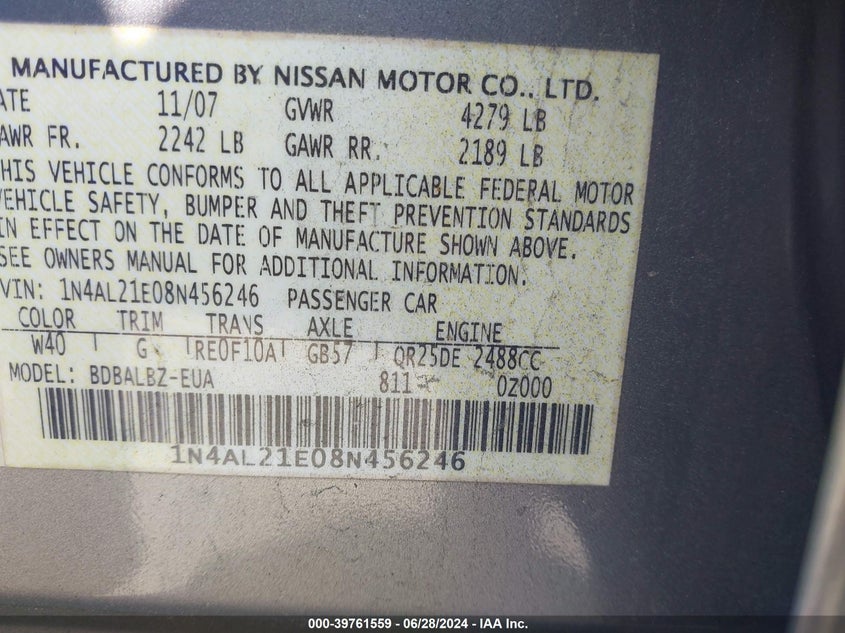 MANUFACTURED BY NISSAN MOTOR CO., LTD.
ATE 11/07 GVWR 4279 LB
AWR FR. 2242 LB GAWR RR. 2189 LB
HIS VEHICLE CONFORMS TO ALL APPLICABLE FEDERAL MOTOR
VEHICLE SAFETY, BUMPER AND THEFT PREVENTION STANDARDS
IN EFFECT ON THE DATE OF MANUFACTURE SHOWN ABOVE.
SEE OWNERS MANUAL FOR ADDITIONAL INFORMATION.
VIN: 1N4AL21E08N456246 PASSENGER CAR
COLOR TRIM TRANS AXLE ENGINE
W40 G RE0F10A GB57 QR25DE 2488CC
MODEL: BDBALBZ-EUA 811 0Z000
1N4AL21E08N456246
000-39761559 / 06/28/2024 - IAA Inc.